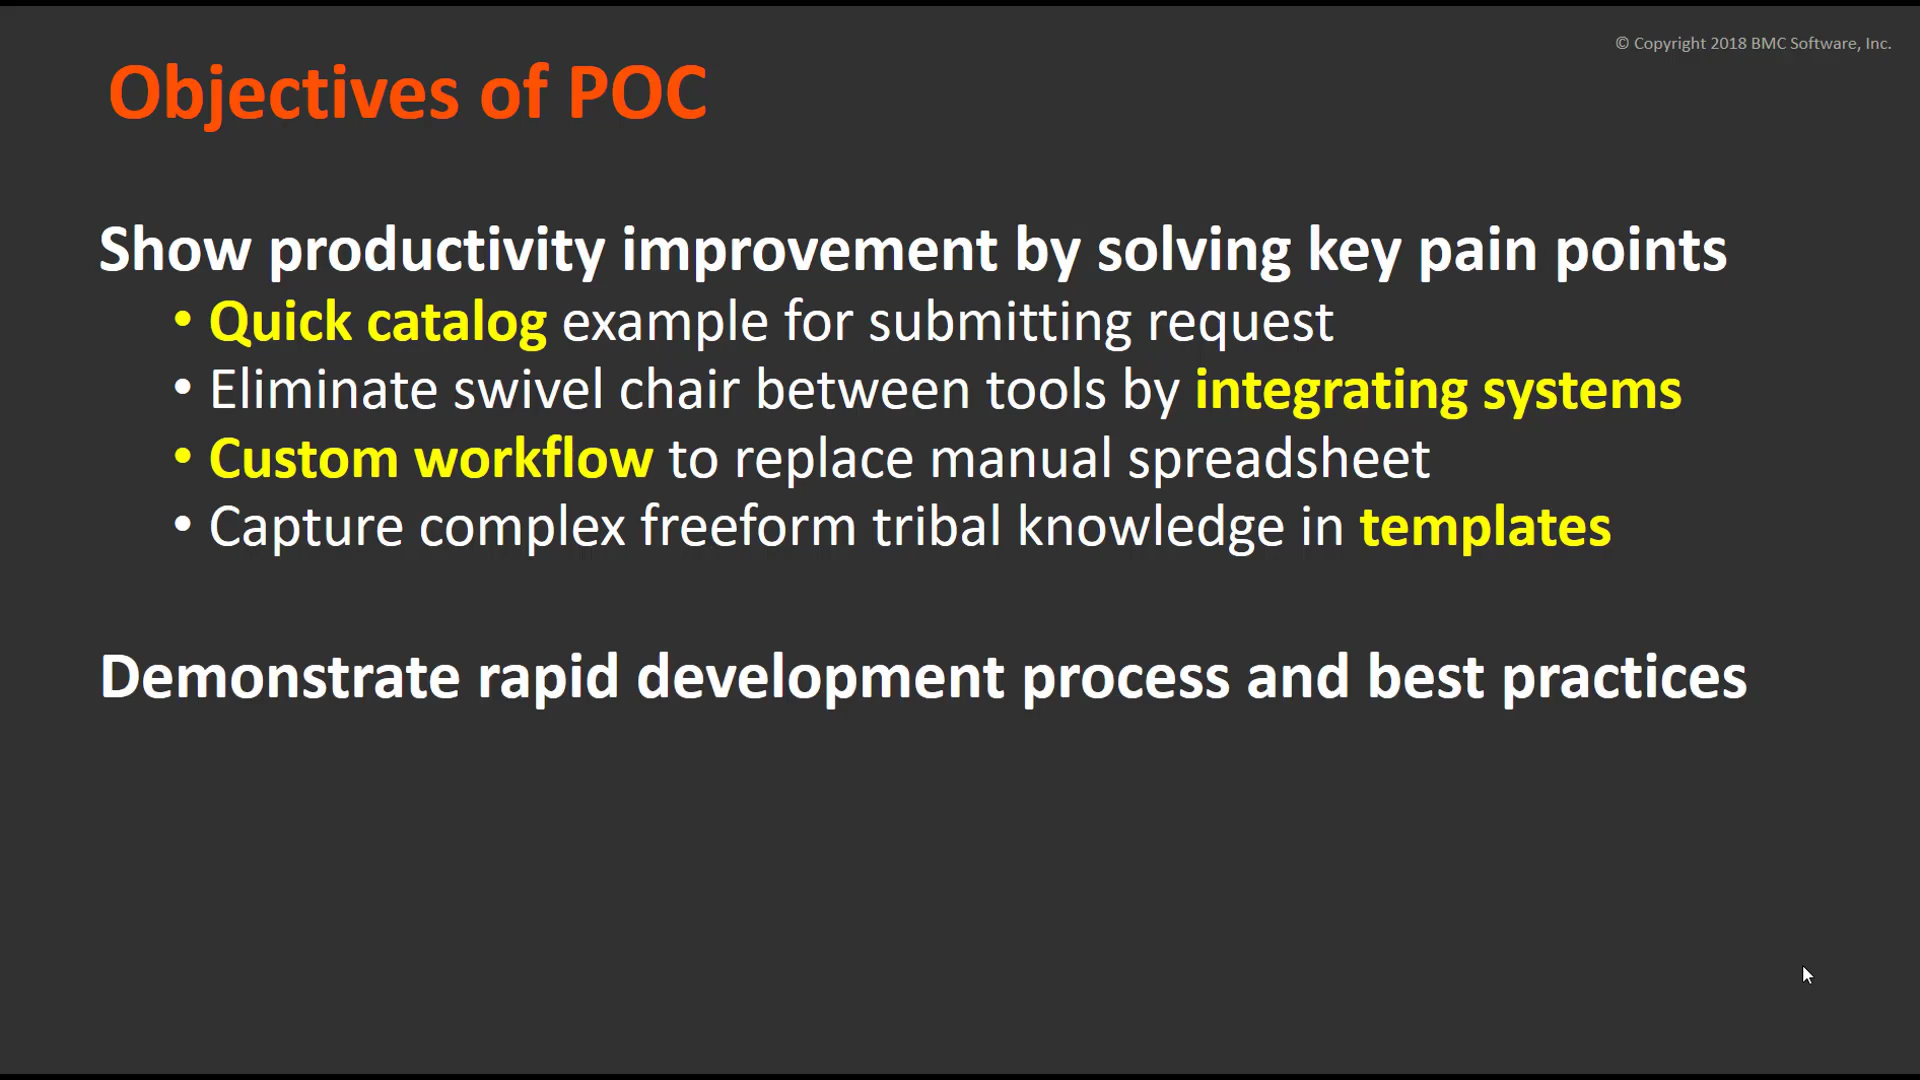 © Copyright 2018 BMC Software, Inc.
Objectives of POC
Show productivity improvement by solving key pain points
• Quick catalog example for submitting request
• Eliminate swivel chair between tools by integrating systems
• Custom workflow to replace manual spreadsheet
• Capture complex freeform tribal knowledge in templates
Demonstrate rapid development process and best practices